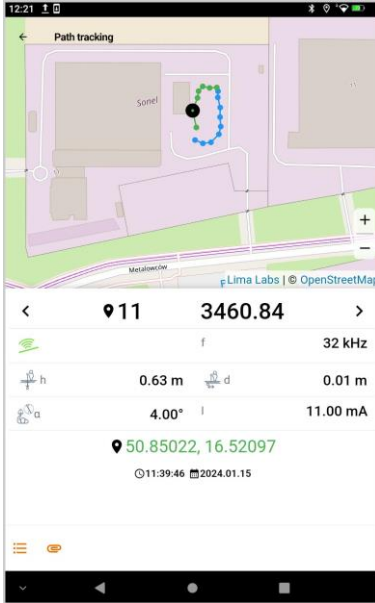 12:21
Path tracking
Sonel
Metalowców
Lima Labs | © OpenStreetMap
+
−
< 11 3460.84 >
f 32 kHz
h 0.63 m d 0.01 m
α 4.00° I 11.00 mA
50.85022, 16.52097
11:39:46 2024.01.15